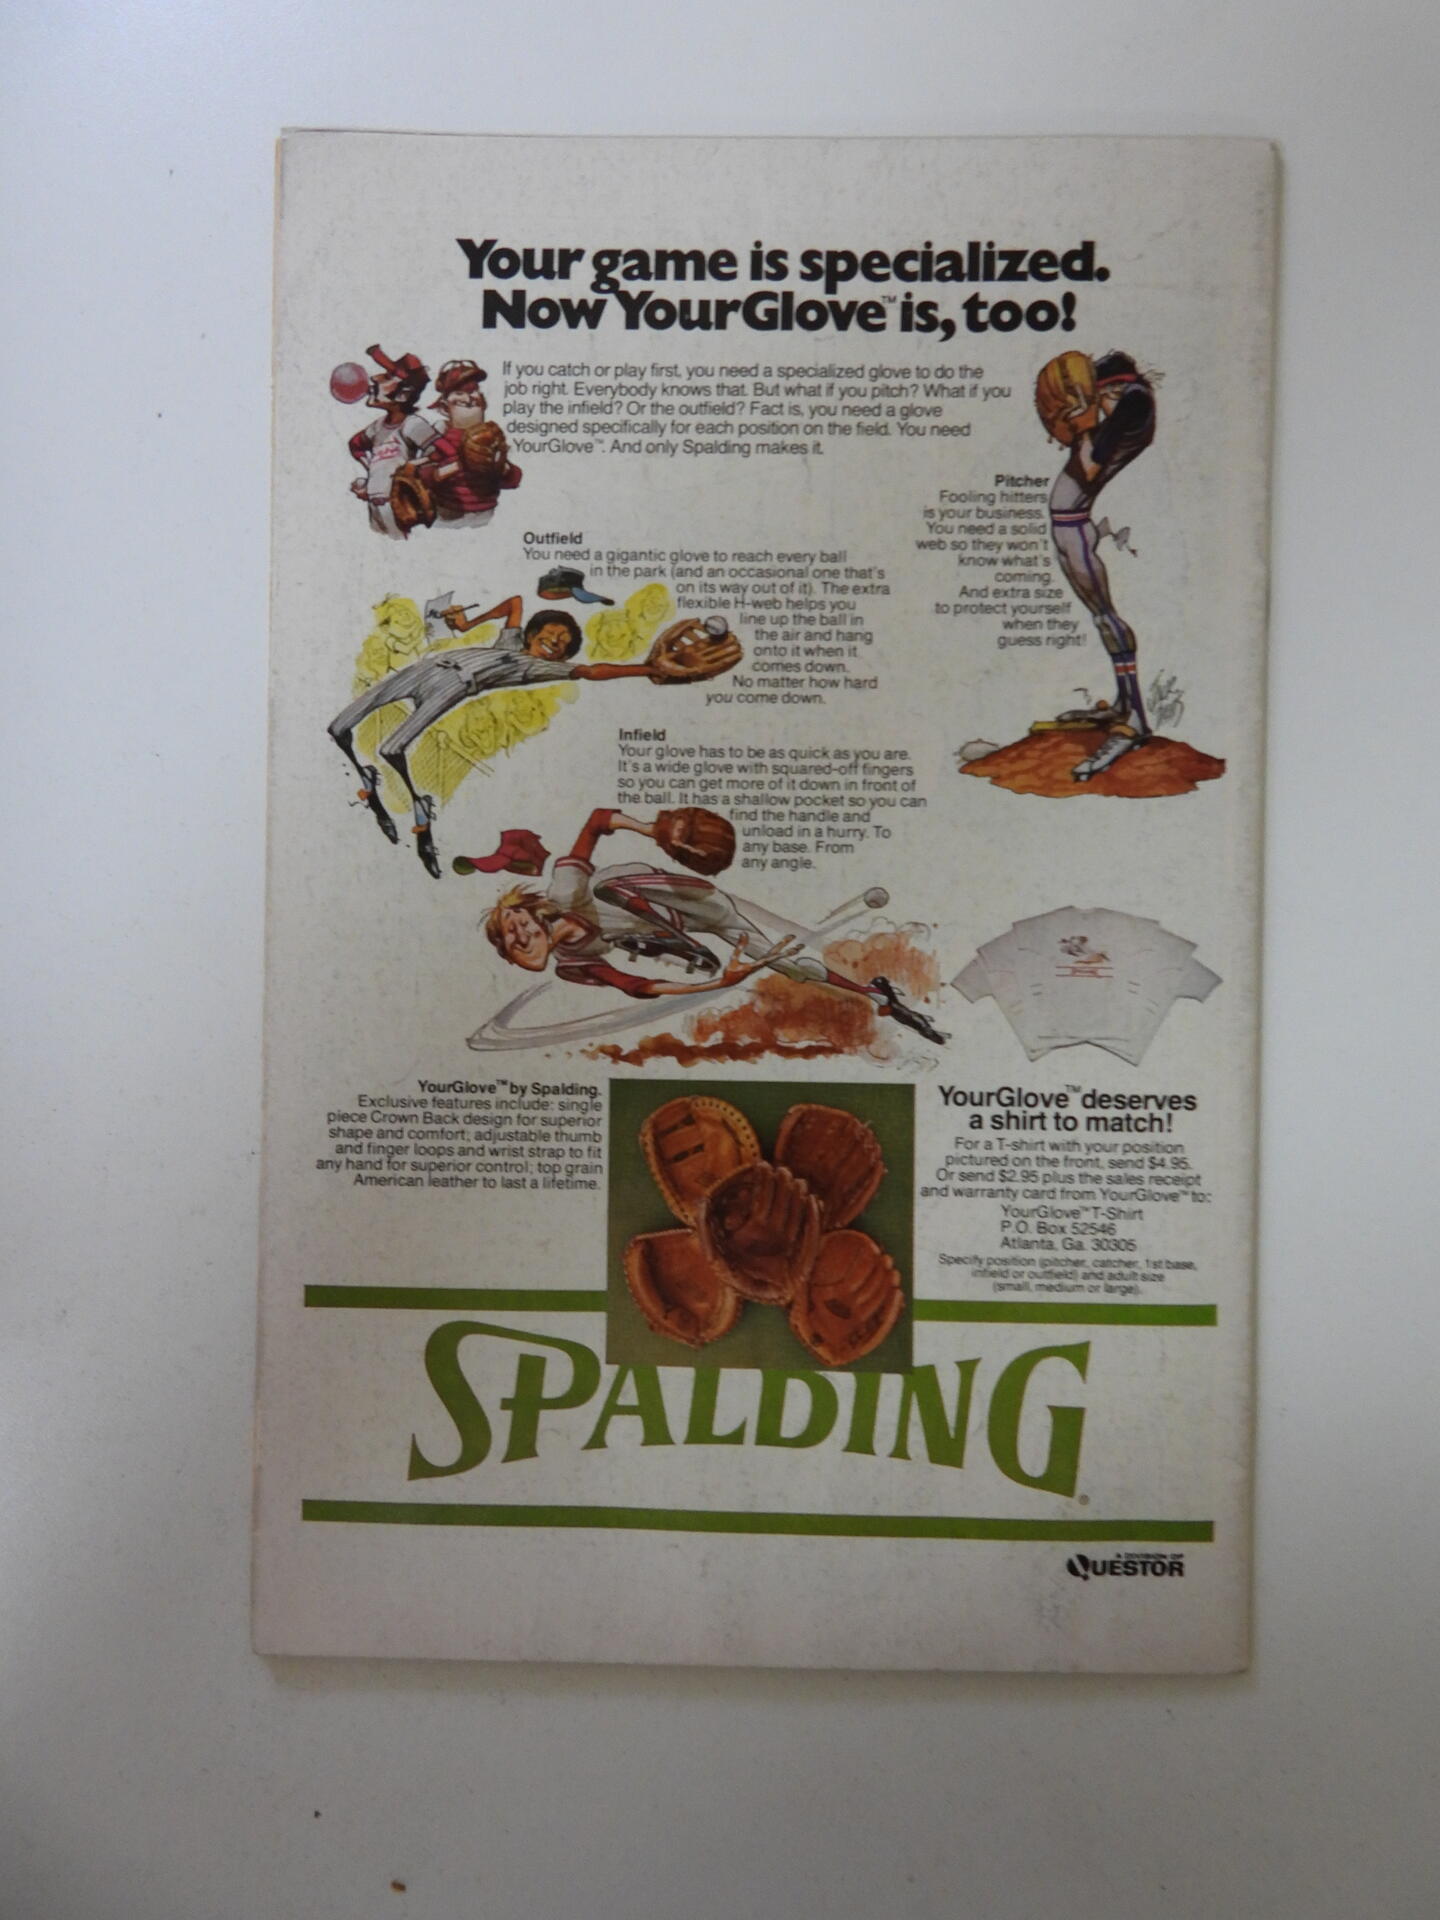 Your game is specialized.
Now YourGlove™ is, too!
If you catch or play first, you need a specialized glove to do the
job right. Everybody knows that. But what if you pitch? What if you
play the infield? Or the outfield? Fact is, you need a glove
designed specifically for each position on the field. You need
YourGlove™. And only Spalding makes it.
Pitcher
Fooling hitters
is your business.
You need a solid
web so they won't
know what's
coming.
And extra size
to protect yourself
when they
guess right!
Outfield
You need a gigantic glove to reach every ball
in the park (and an occasional one that's
on its way out of it). The extra
flexible H-web helps you
line up the ball in
the air and hang
onto it when it
comes down.
No matter how hard
you come down.
Infield
Your glove has to be as quick as you are.
It's a wide glove with squared-off fingers
so you can get more of it down in front of
the ball. It has a shallow pocket so you can
find the handle and
unload in a hurry. To
any base. From
any angle.
YourGlove™ by Spalding.
Exclusive features include: single
piece Crown Back design for superior
shape and comfort; adjustable thumb
and finger loops and wrist strap to fit
any hand for superior control; top grain
American leather to last a lifetime.
YourGlove™ deserves
a shirt to match!
For a T-shirt with your position
pictured on the front, send $4.95.
Or send $2.95 plus the sales receipt
and warranty card from YourGlove™ to:
YourGlove™ T-Shirt
P.O. Box 52546
Atlanta, Ga. 30305
Specify position (pitcher, catcher, 1st base,
infield or outfield) and adult size
(small, medium or large).
SPALDING®
A DIVISION OF
QUESTOR